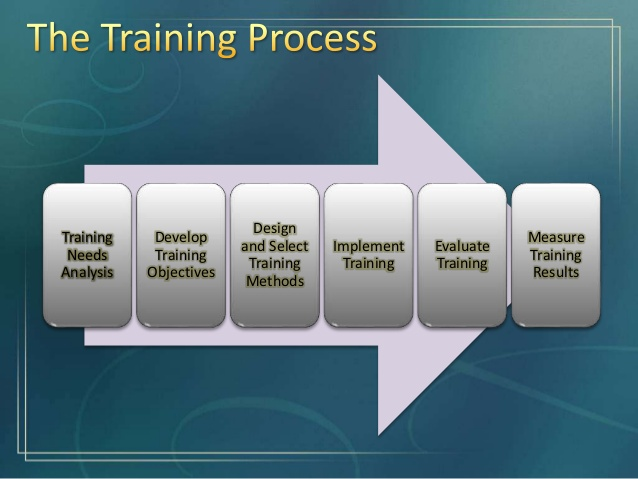 The Training Process
Training
Needs
Analysis
Develop
Training
Objectives
Design
and Select
Training
Methods
Implement
Training
Evaluate
Training
Measure
Training
Results